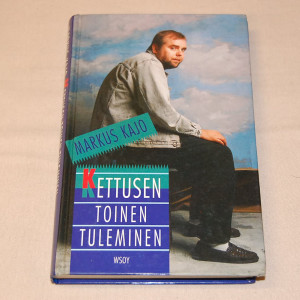 MARKUS KAJO
KETTUSEN
TOINEN
TULEMINEN
WSOY